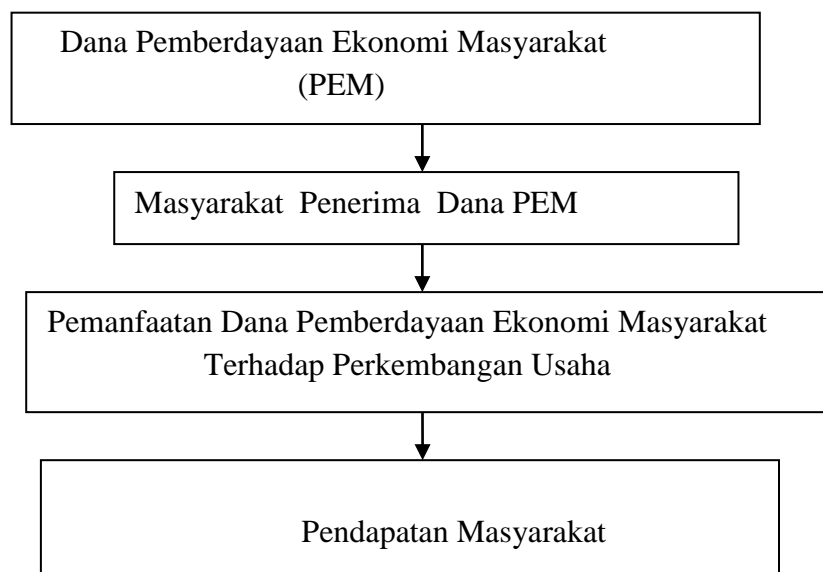 Dana Pemberdayaan Ekonomi Masyarakat
(PEM)
Masyarakat Penerima Dana PEM
Pemanfaatan Dana Pemberdayaan Ekonomi Masyarakat
Terhadap Perkembangan Usaha
Pendapatan Masyarakat